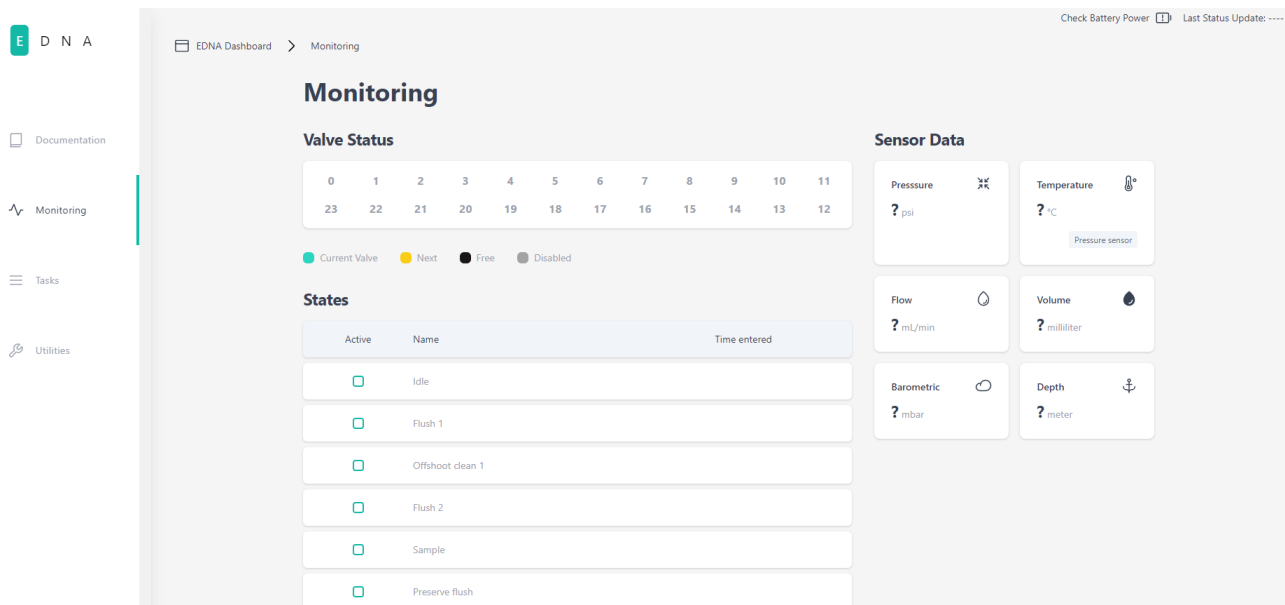 Check Battery Power Last Status Update: ----
E D N A
EDNA Dashboard Monitoring
Documentation
Monitoring
Tasks
Utilities
Monitoring
Valve Status
0 1 2 3 4 5 6 7 8 9 10 11
23 22 21 20 19 18 17 16 15 14 13 12
Current Valve Next Free Disabled
States
Active Name Time entered
Idle
Flush 1
Offshoot clean 1
Flush 2
Sample
Preserve flush
Sensor Data
Presssure
? psi
Temperature
? °C
Pressure sensor
Flow
? mL/min
Volume
? milliliter
Barometric
? mbar
Depth
? meter